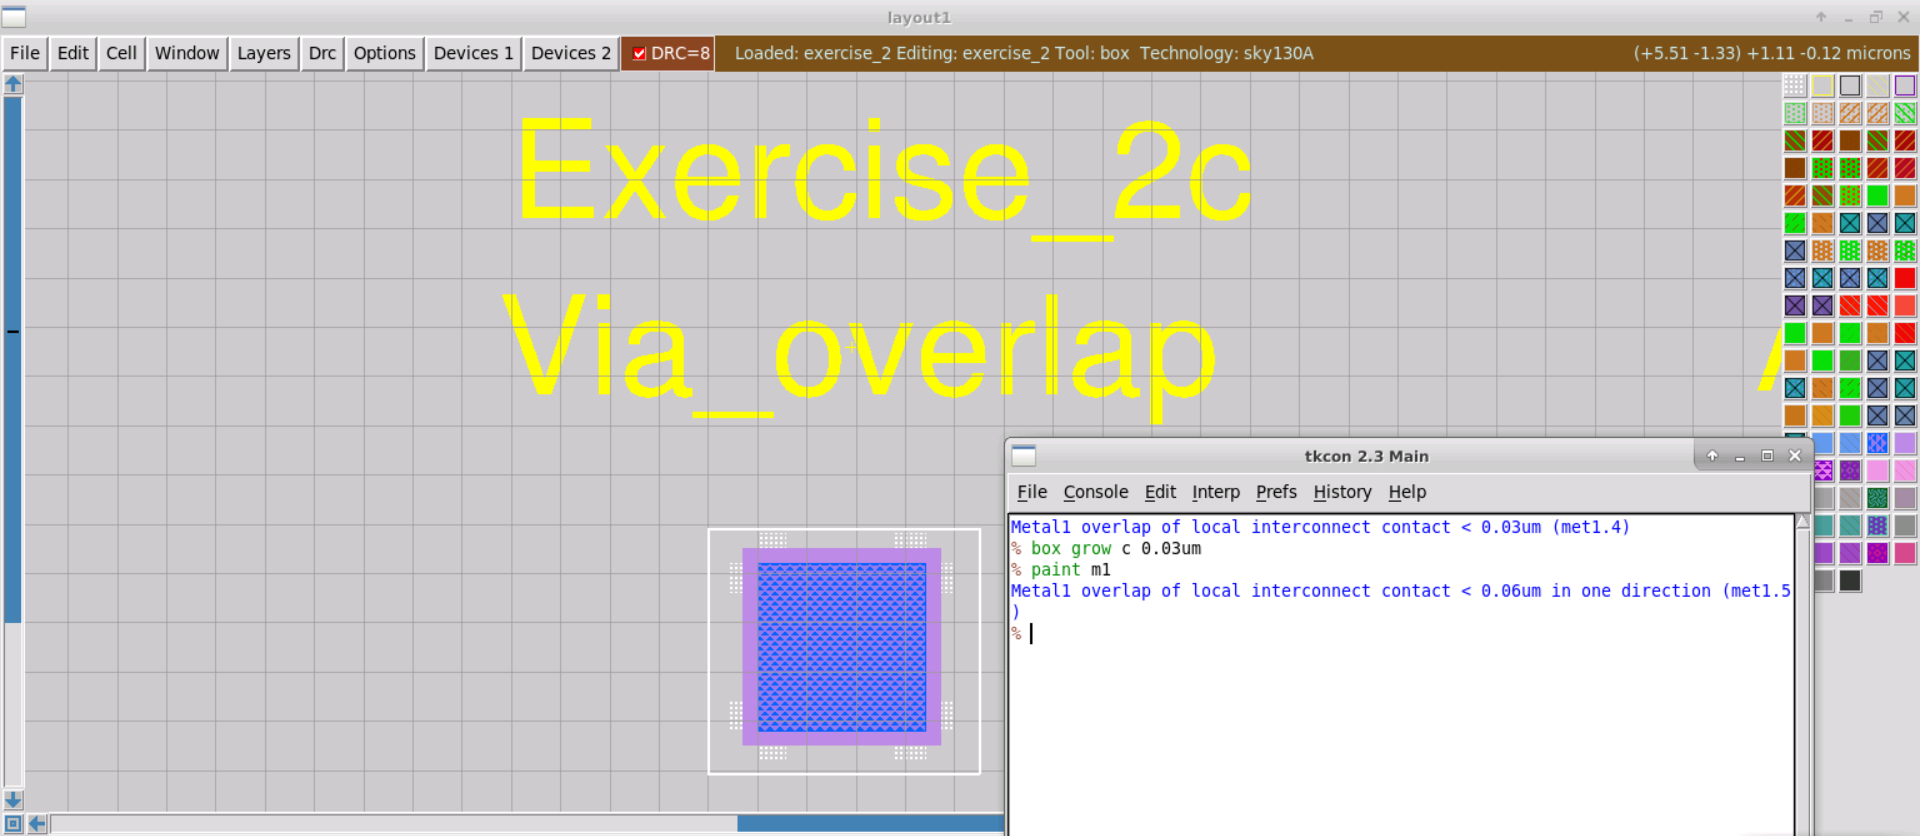 layout1
File Edit Cell Window Layers Drc Options Devices 1 Devices 2 DRC=8 Loaded: exercise_2 Editing: exercise_2 Tool: box Technology: sky130A (+5.51 -1.33) +1.11 -0.12 microns
Exercise_2c
Via_overlap
tkcon 2.3 Main
File Console Edit Interp Prefs History Help
Metal1 overlap of local interconnect contact < 0.03um (met1.4)
% box grow c 0.03um
% paint m1
Metal1 overlap of local interconnect contact < 0.06um in one direction (met1.5
)
%